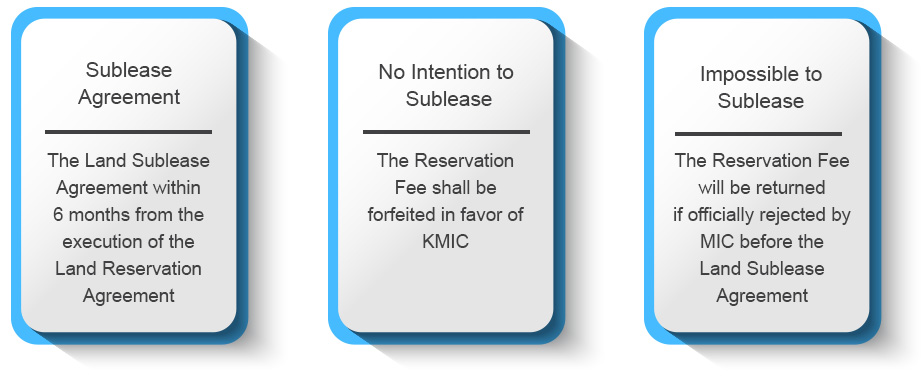 Sublease
Agreement
The Land Sublease
Agreement within
6 months from the
execution of the
Land Reservation
Agreement
No Intention to
Sublease
The Reservation
Fee shall be
forfeited in favor of
KMIC
Impossible to
Sublease
The Reservation Fee
will be returned
if officially rejected by
MIC before the
Land Sublease
Agreement